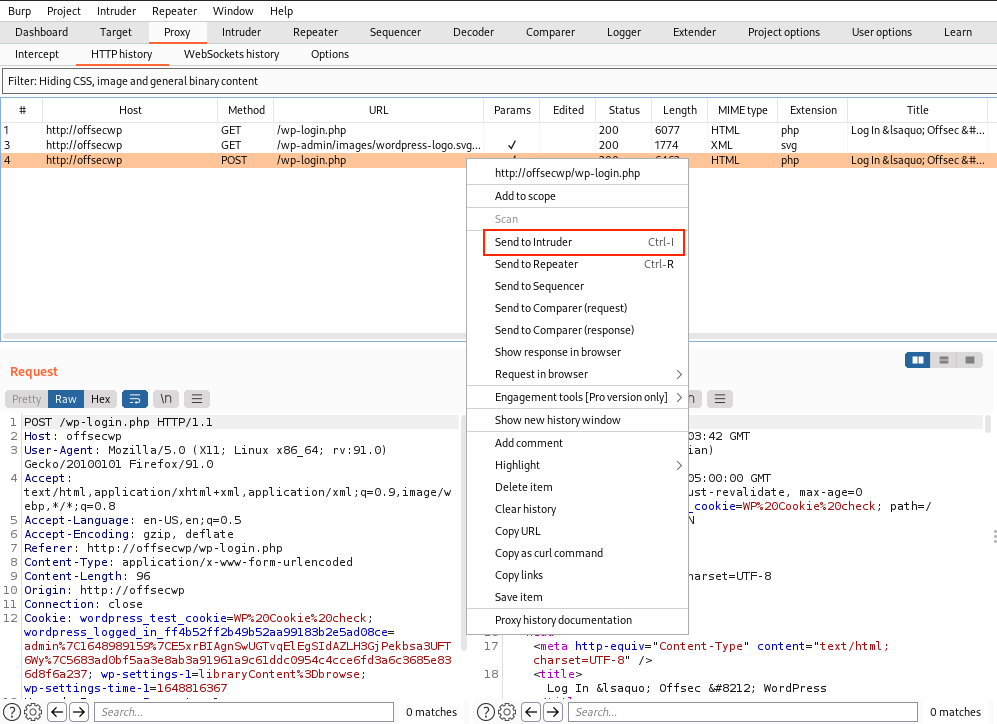 Burp Project Intruder Repeater Window Help
Dashboard Target Proxy Intruder Repeater Sequencer Decoder Comparer Logger Extender Project options User options Learn
Intercept HTTP history WebSockets history Options
Filter: Hiding CSS, image and general binary content
# Host Method URL Params Edited Status Length MIME type Extension Title
1 http://offsecwp GET /wp-login.php 200 6077 HTML php Log In &lsaquo; Offsec &#...
3 http://offsecwp GET /wp-admin/images/wordpress-logo.svg... ✓ 200 1774 XML svg
4 http://offsecwp POST /wp-login.php HTML php Log In &lsaquo; Offsec &#...
http://offsecwp/wp-login.php
Add to scope
Scan
Send to Intruder Ctrl-I
Send to Repeater Ctrl-R
Send to Sequencer
Send to Comparer (request)
Send to Comparer (response)
Show response in browser
Request in browser
Engagement tools [Pro version only]
Show new history window
Add comment
Highlight
Delete item
Clear history
Copy URL
Copy as curl command
Copy links
Save item
Proxy history documentation
Request
Pretty Raw Hex \n
1 POST /wp-login.php HTTP/1.1
2 Host: offsecwp
3 User-Agent: Mozilla/5.0 (X11; Linux x86_64; rv:91.0)
Gecko/20100101 Firefox/91.0
4 Accept:
text/html,application/xhtml+xml,application/xml;q=0.9,image/w
ebp,*/*;q=0.8
5 Accept-Language: en-US,en;q=0.5
6 Accept-Encoding: gzip, deflate
7 Referer: http://offsecwp/wp-login.php
8 Content-Type: application/x-www-form-urlencoded
9 Content-Length: 96
10 Origin: http://offsecwp
11 Connection: close
12 Cookie: wordpress_test_cookie=WP%20Cookie%20check;
wordpress_logged_in_ff4b52ff2b49b52aa99183b2e5ad08ce=
admin%7C1648989159%7CE5xrBIAgnSwUGTvqElEgSIdAZLH3GjPekbsa3UFT
6Wy%7C5683ad0bf5aa3e8ab3a91961a9c61ddc0954c4cce6fd3a6c3685e83
6d8f6a237; wp-settings-1=libraryContent%3Dbrowse;
wp-settings-time-1=1648816367
n
03:42 GMT
ian)
05:00:00 GMT
ust-revalidate, max-age=0
_cookie=WP%20Cookie%20check; path=/
N
harset=UTF-8
17 <meta http-equiv="Content-Type" content="text/html;
charset=UTF-8" />
18 <title>
Log In &lsaquo; Offsec &#8212; WordPress
Search... 0 matches
Search... 0 matches